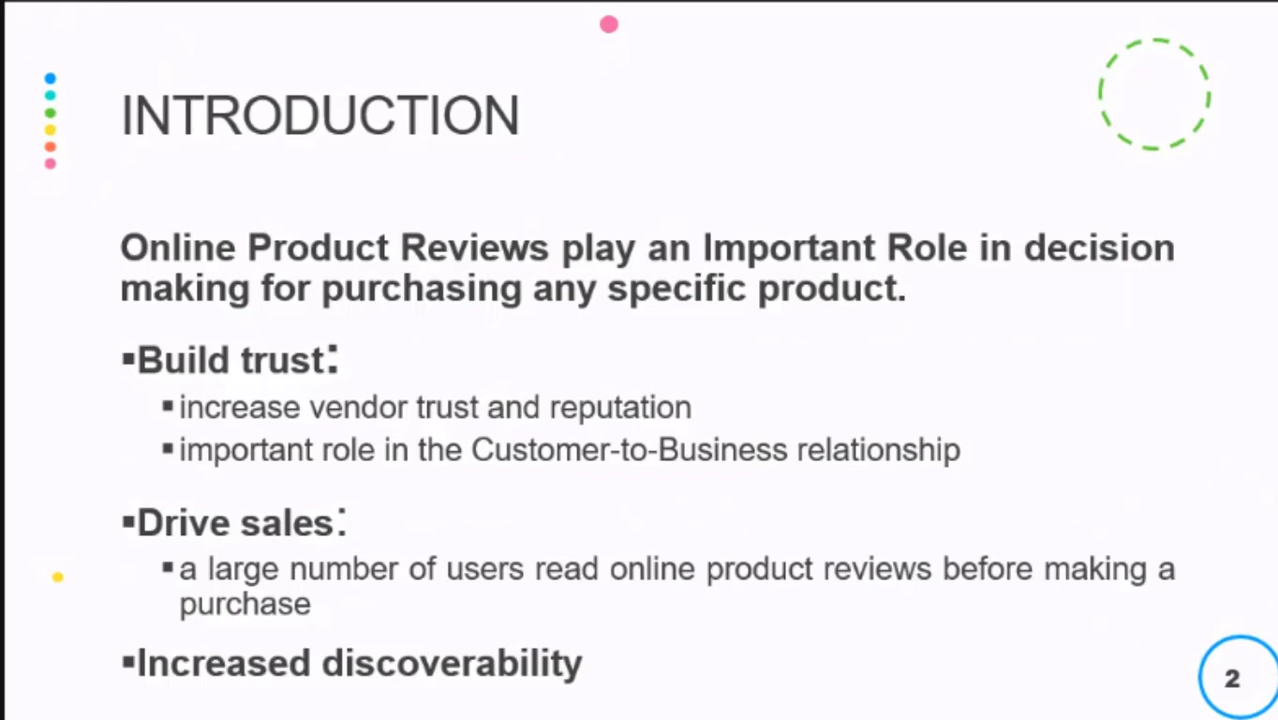 INTRODUCTION
Online Product Reviews play an Important Role in decision
making for purchasing any specific product.
▪Build trust:
▪increase vendor trust and reputation
▪important role in the Customer-to-Business relationship
▪Drive sales:
▪a large number of users read online product reviews before making a
purchase
▪Increased discoverability
2